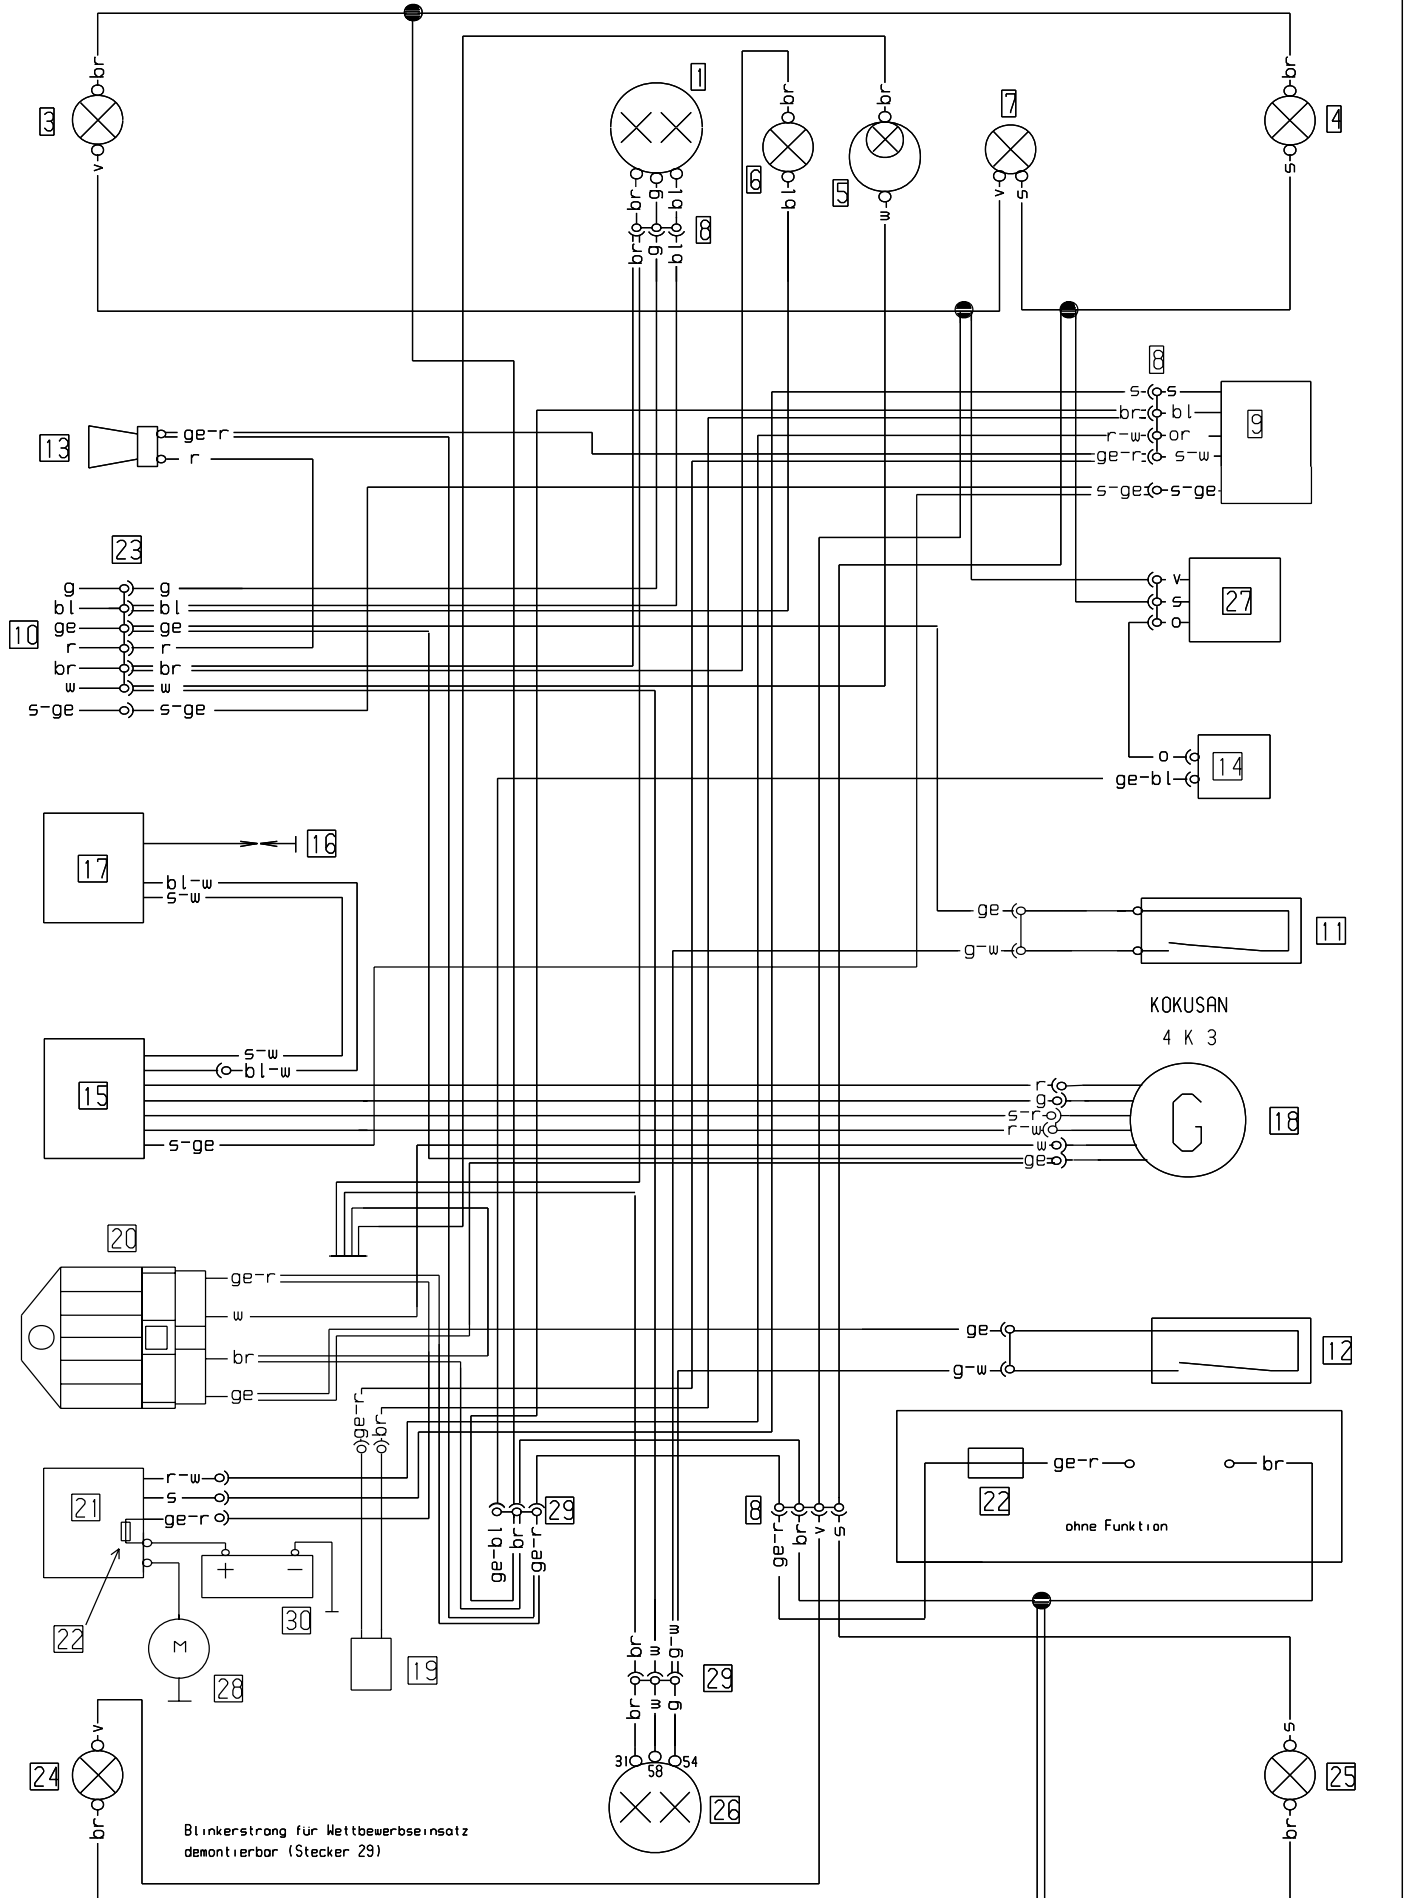 br
br
br
br
1
7
3
4
6
5
v
s
br
g
bl
bl
w
v
s
8
br
g
bl
8
s
s
br
bl
9
r-w
or
ge-r
s-w
s-ge
s-ge
13
ge-r
r
23
10
g
g
bl
bl
ge
ge
r
r
br
br
w
w
s-ge
s-ge
v
s
o
27
o
ge-bl
14
17
16
bl-w
s-w
ge
g-w
11
KOKUSAN
4 K 3
15
s-w
bl-w
s-ge
r
g
s-r
r-w
w
ge
G
18
20
ge-r
w
br
ge
ge
g-w
12
ge-r
br
21
r-w
s
ge-r
22
+
-
30
M
28
19
29
ge-bl
br
ge-r
8
ge-r
br
v
s
ge-r
br
22
ohne Funktion
br
w
g-w
29
br
w
g
31
58
54
26
v
24
br
s
25
br
Blinkerstrang für Wettbewerbseinsatz
demontierbar (Stecker 29)